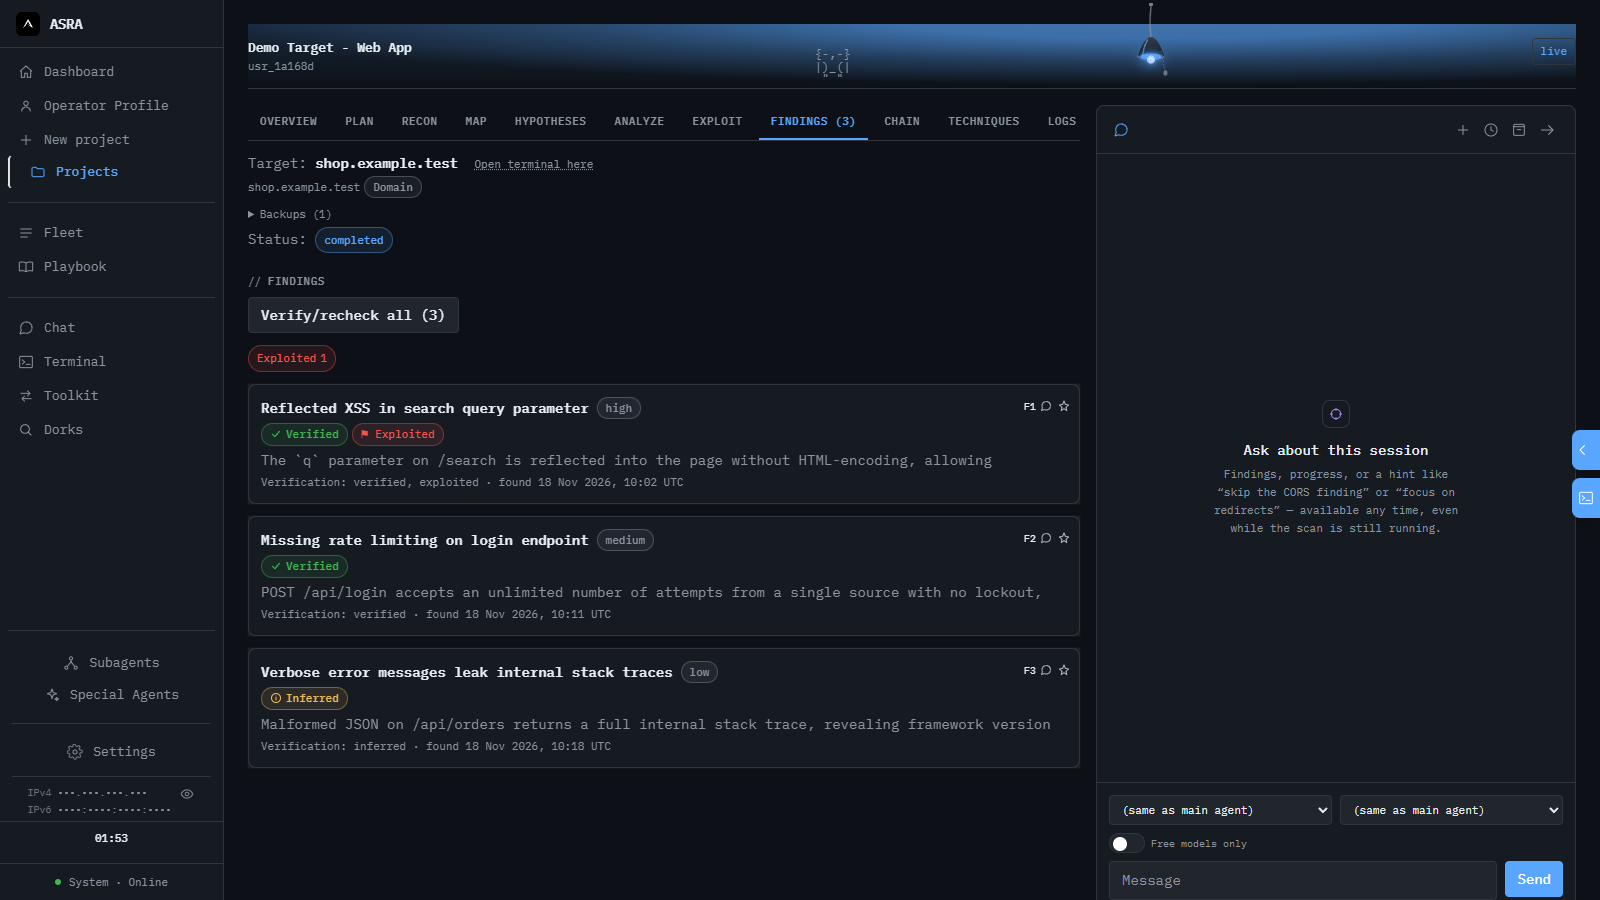 ASRA
Dashboard
Operator Profile
New project
Projects
Fleet
Playbook
Chat
Terminal
Toolkit
Dorks
Subagents
Special Agents
Settings
IPv4 ---.---.---.---
IPv6 ----:----:----:----
01:53
System · Online
Demo Target - Web App
usr_1a168d
{-,-}
|)_(|
" "
live
OVERVIEW PLAN RECON MAP HYPOTHESES ANALYZE EXPLOIT FINDINGS (3) CHAIN TECHNIQUES LOGS
Target: shop.example.test Open terminal here
shop.example.test Domain
Backups (1)
Status: completed
// FINDINGS
Verify/recheck all (3)
Exploited 1
Reflected XSS in search query parameter high F1
Verified Exploited
The `q` parameter on /search is reflected into the page without HTML-encoding, allowing
Verification: verified, exploited · found 18 Nov 2026, 10:02 UTC
Missing rate limiting on login endpoint medium F2
Verified
POST /api/login accepts an unlimited number of attempts from a single source with no lockout,
Verification: verified · found 18 Nov 2026, 10:11 UTC
Verbose error messages leak internal stack traces low F3
Inferred
Malformed JSON on /api/orders returns a full internal stack trace, revealing framework version
Verification: inferred · found 18 Nov 2026, 10:18 UTC
Ask about this session
Findings, progress, or a hint like
“skip the CORS finding” or “focus on
redirects” — available any time, even
while the scan is still running.
(same as main agent) (same as main agent)
Free models only
Message Send